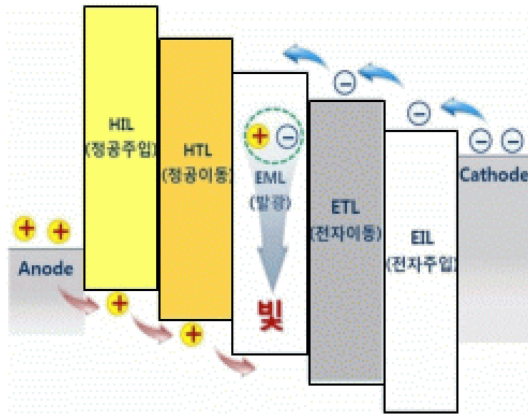 HIL
(정공주입)
HTL
(정공이동)
EML
(발광)
빛
ETL
(전자이동)
EIL
(전자주입)
Anode
Cathode